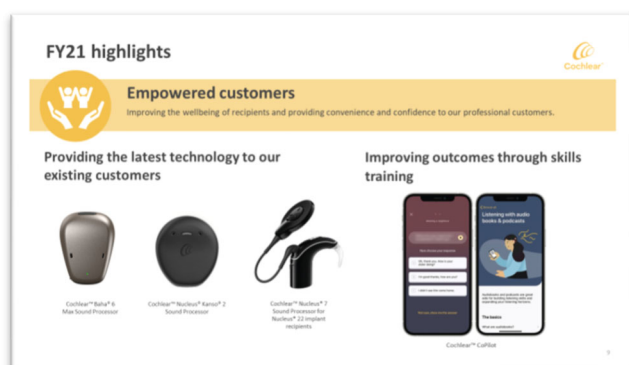 FY21 highlights
Cochlear®
Empowered customers
Improving the wellbeing of recipients and providing convenience and confidence to our professional customers.
Providing the latest technology to our
existing customers
Improving outcomes through skills
training
Cochlear™ Baha® 6
Max Sound Processor
Cochlear™ Nucleus® Kanso® 2
Sound Processor
Cochlear™ Nucleus® 7
Sound Processor for
Nucleus® 22 implant
recipients
Listening with audio
books & podcasts
The basics
Cochlear™ CoPilot
9